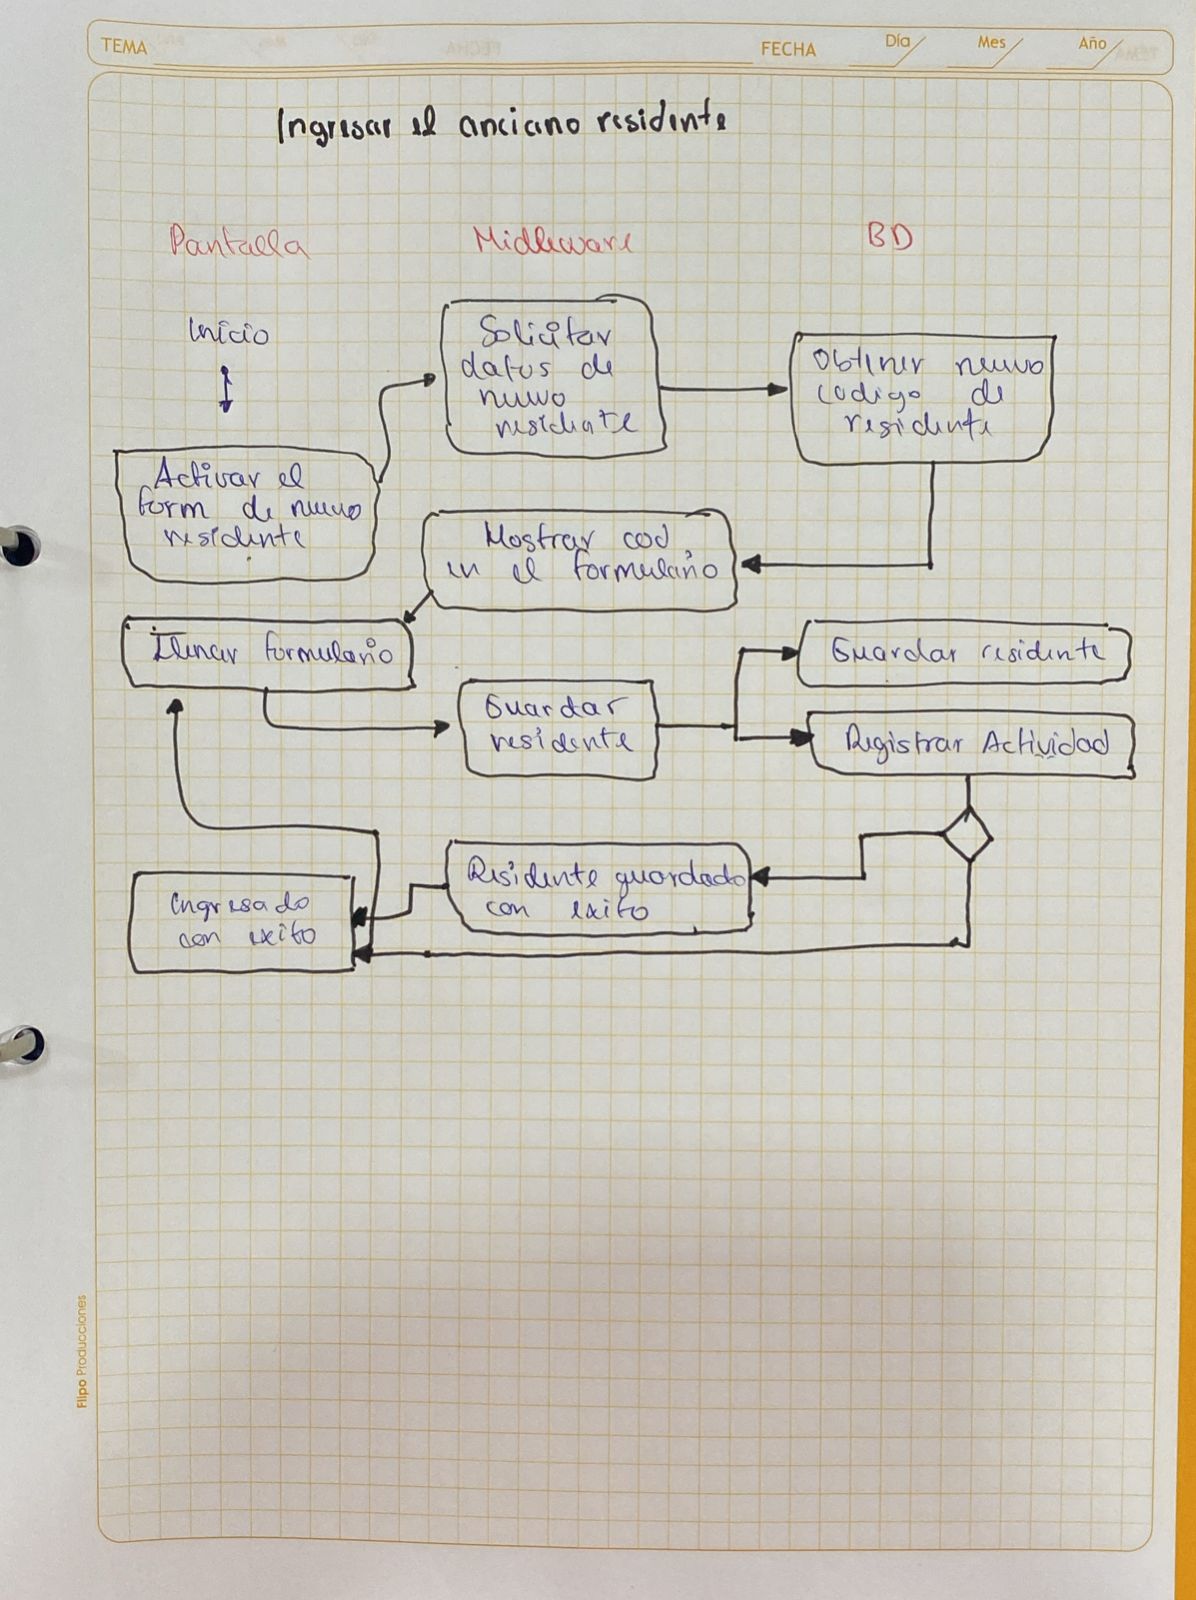 TEMA
FECHA
Día
Mes
Año
Ingresar el anciano residente
Pantalla
Midleware
BD
Inicio
Activar el
form de nuevo
residente
Solicitar
datos de
nuevo
residente
Obtener nuevo
codigo de
residente
Mostrar cod
en el formulario
Llenar formulario
Guardar
residente
Guardar residente
Registrar Actividad
Residente guardado
con exito
Ingresado
con exito
Flipo Producciones